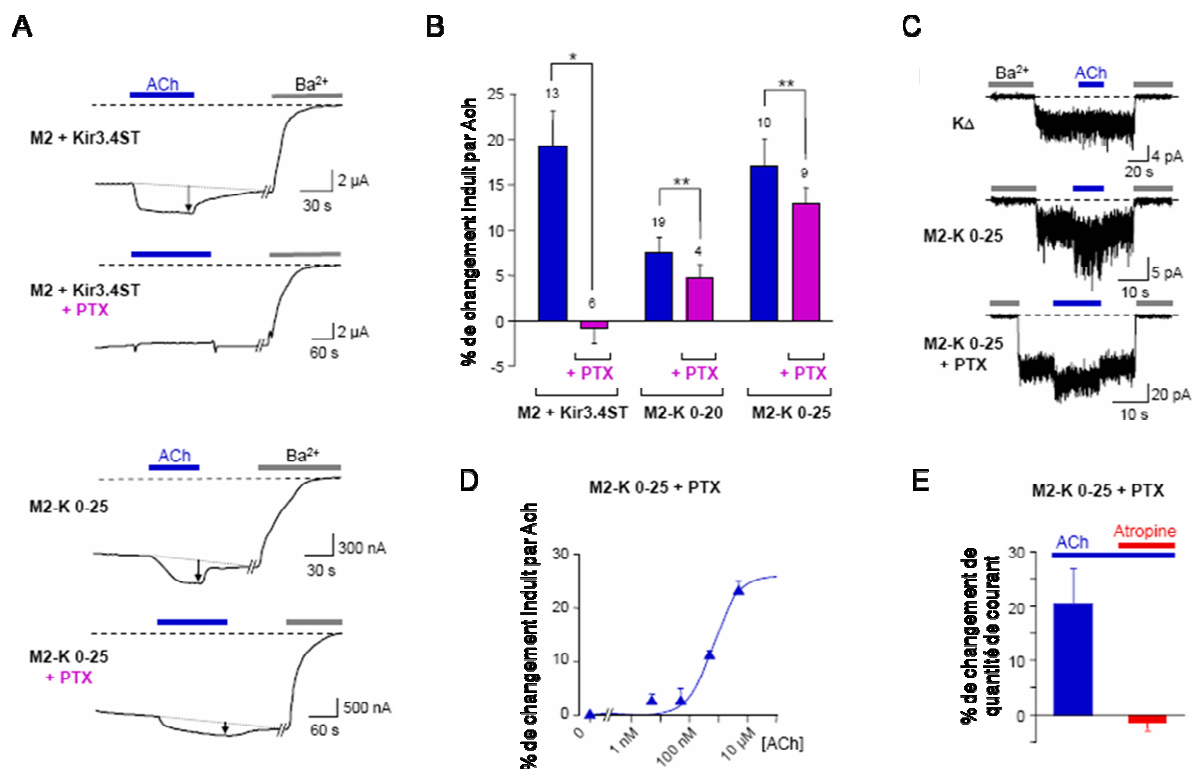 A
ACh
Ba2+
M2 + Kir3.4ST
2 µA
30 s
M2 + Kir3.4ST
+ PTX
2 µA
60 s
ACh
Ba2+
M2-K 0-25
300 nA
30 s
M2-K 0-25
+ PTX
500 nA
60 s
B
% de changement Induit par Ach
25
20
15
10
5
0
-5
13
*
6
19
**
4
10
**
9
+ PTX
+ PTX
+ PTX
M2 + Kir3.4ST
M2-K 0-20
M2-K 0-25
C
Ba2+
ACh
KΔ
4 pA
20 s
M2-K 0-25
5 pA
10 s
M2-K 0-25
+ PTX
20 pA
10 s
D
M2-K 0-25 + PTX
% de changement Induit par Ach
30
20
10
0
0
1 nM
100 nM
10 µM
[ACh]
E
M2-K 0-25 + PTX
Atropine
ACh
% de changement de
quantité de courant
30
20
10
0